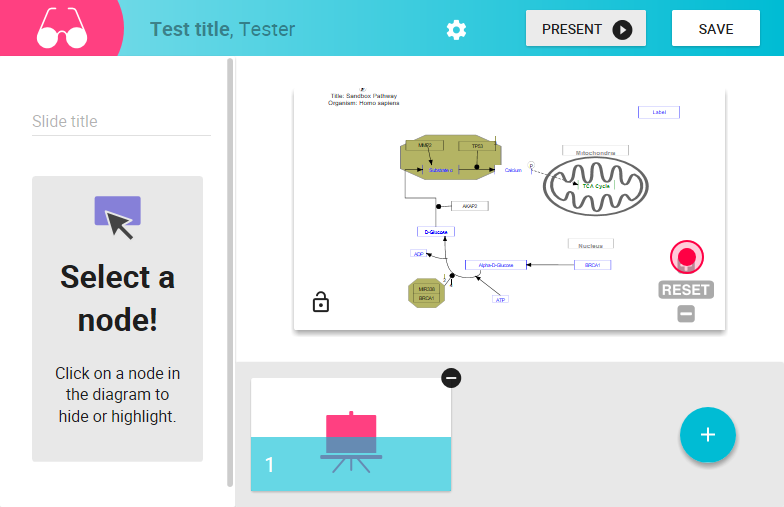 Test title, Tester
PRESENT
SAVE
Slide title
Select a
node!
Click on a node in
the diagram to
hide or highlight.
Title: Sandbox Pathway
Organism: Homo sapiens
Label
MMP2
TP53
Substrate
Calcium
P
Mitochondria
TCA Cycle
AKAP3
D-Glucose
ADP
Nucleus
Alpha-D-Glucose
BRCA1
MIR33B
BRCA1
ATP
RESET
1